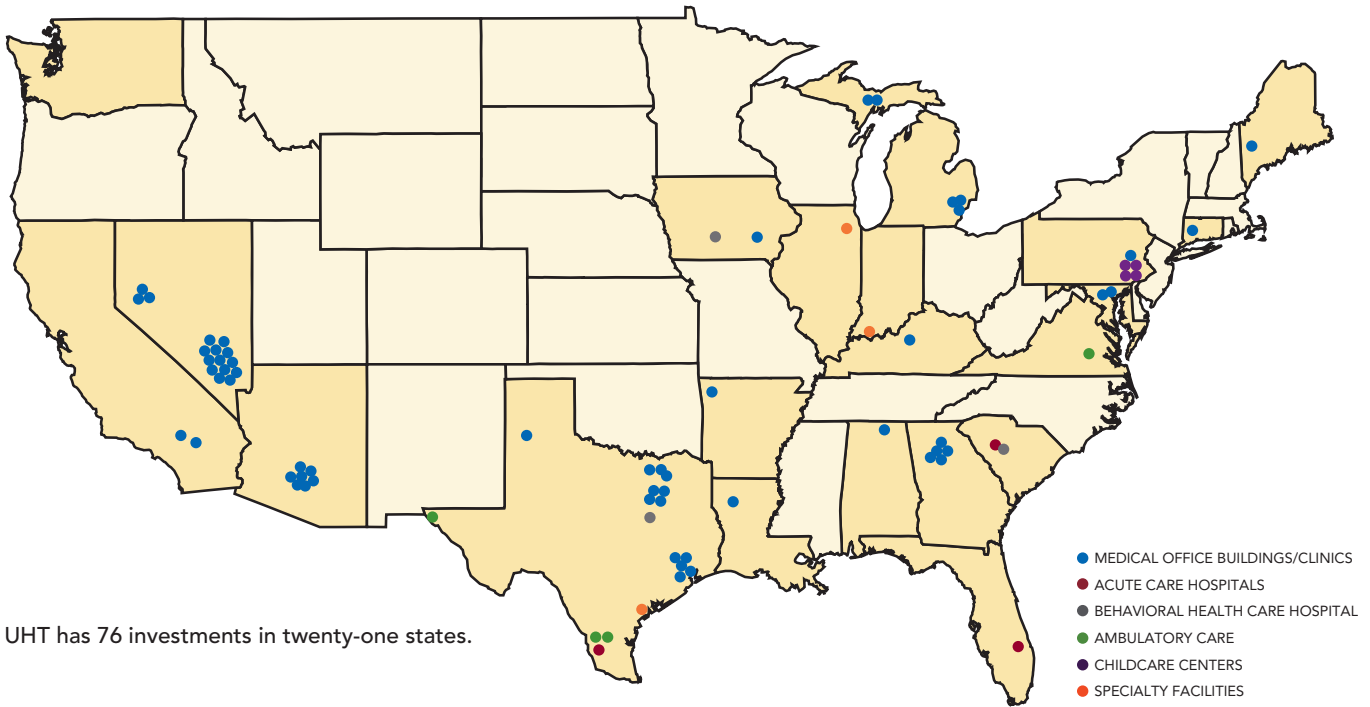 MEDICAL OFFICE BUILDINGS/CLINICS
ACUTE CARE HOSPITALS
BEHAVIORAL HEALTH CARE HOSPITAL
AMBULATORY CARE
CHILDCARE CENTERS
SPECIALTY FACILITIES
UHT has 76 investments in twenty-one states.